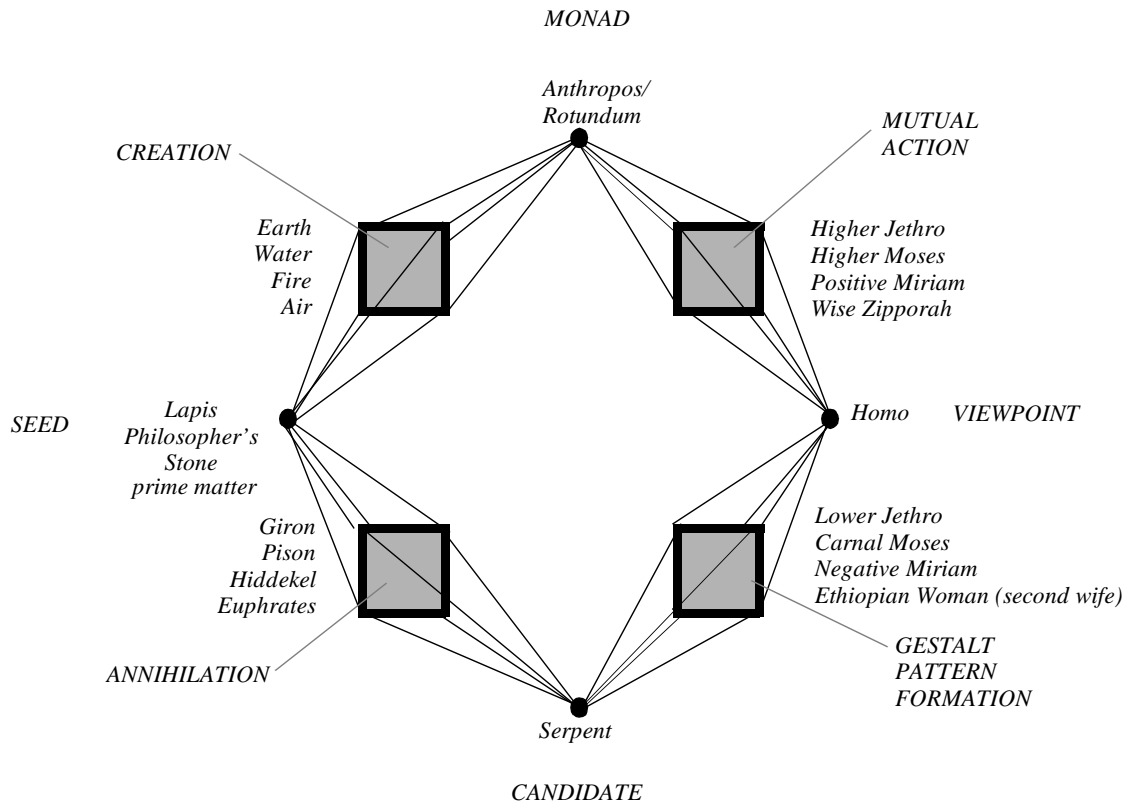 MONAD
Anthropos/
Rotundum
CREATION
MUTUAL
ACTION
Earth
Water
Fire
Air
Higher Jethro
Higher Moses
Positive Miriam
Wise Zipporah
SEED
Lapis
Philosopher's
Stone
prime matter
Homo
VIEWPOINT
Giron
Pison
Hiddekel
Euphrates
Lower Jethro
Carnal Moses
Negative Miriam
Ethiopian Woman (second wife)
ANNIHILATION
GESTALT
PATTERN
FORMATION
Serpent
CANDIDATE